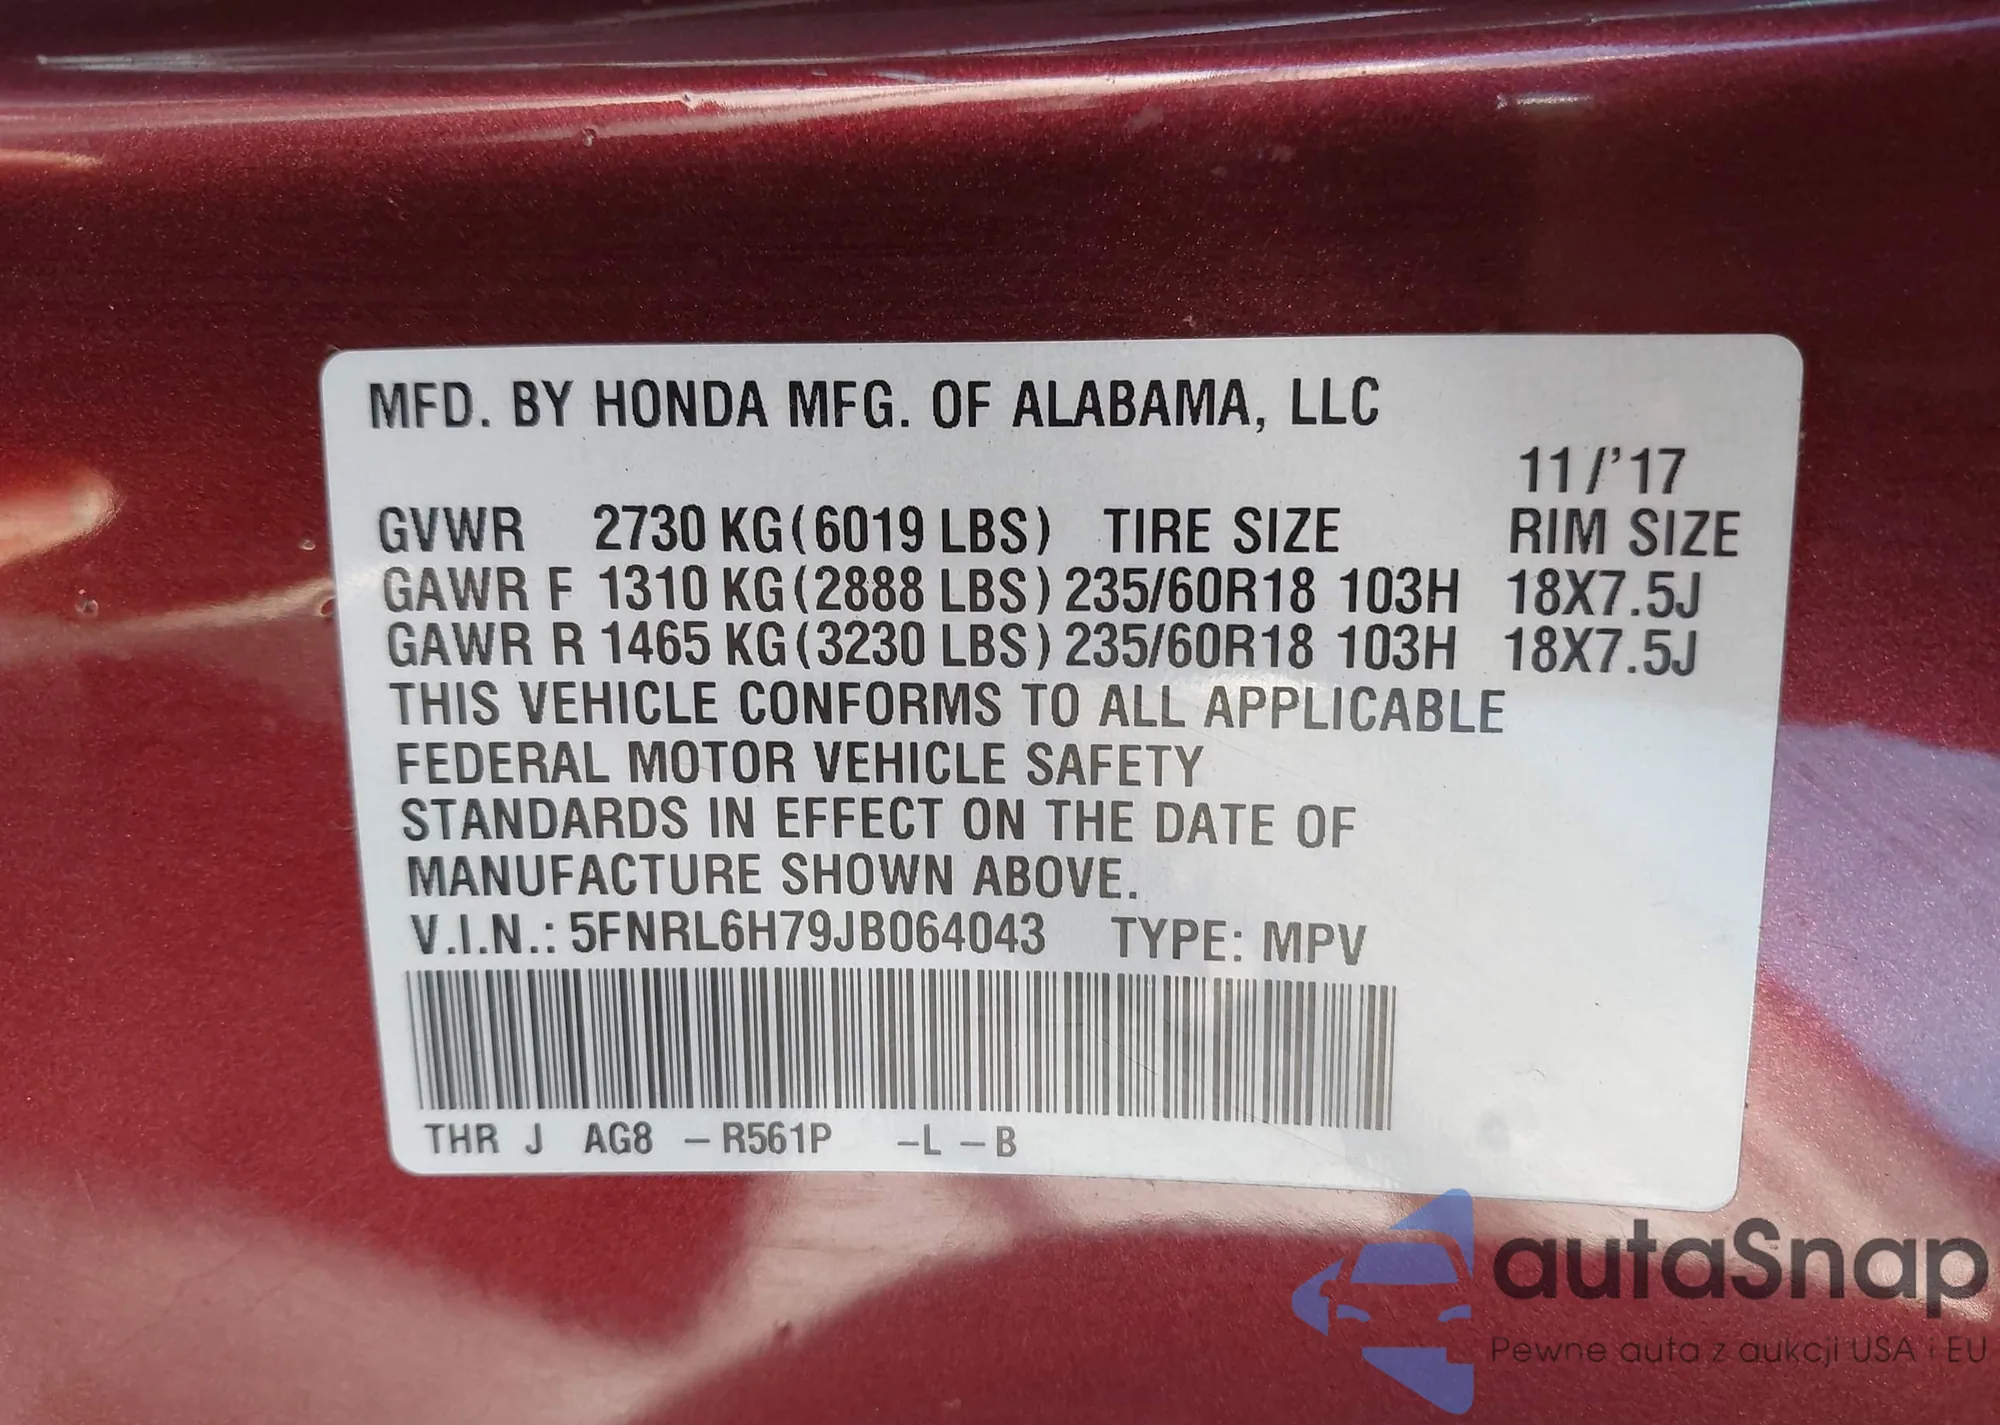 MFD. BY HONDA MFG. OF ALABAMA, LLC
11/'17
GVWR 2730 KG(6019 LBS) TIRE SIZE RIM SIZE
GAWR F 1310 KG(2888 LBS) 235/60R18 103H 18X7.5J
GAWR R 1465 KG(3230 LBS) 235/60R18 103H 18X7.5J
THIS VEHICLE CONFORMS TO ALL APPLICABLE
FEDERAL MOTOR VEHICLE SAFETY
STANDARDS IN EFFECT ON THE DATE OF
MANUFACTURE SHOWN ABOVE.
V.I.N.: 5FNRL6H79JB064043 TYPE: MPV
THR J AG8 -R561P -L -B
autaSnap
Pewne auta z aukcji USA i EU